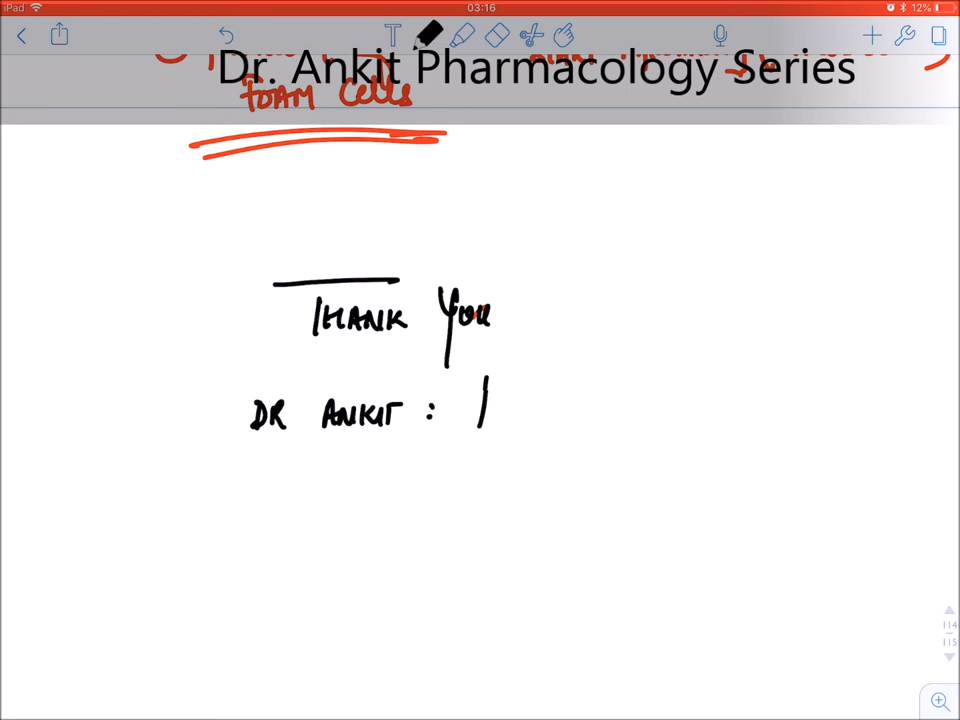 iPad 03:16 12%
T
Dr. Ankit Pharmacology Series
FOAM Cells
THANK YOU
DR ANKIT :
114
115